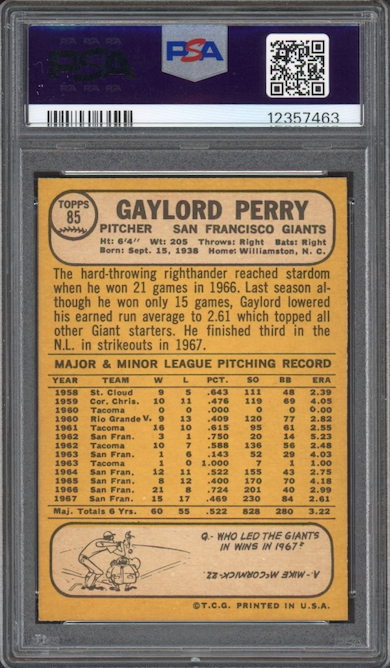 PSA
PSA
12357463
TOPPS
85
GAYLORD PERRY
PITCHER SAN FRANCISCO GIANTS
Ht: 6'4" Wt: 205 Throws: Right Bats: Right
Born: Sept. 15, 1938 Home: Williamston, N. C.
The hard-throwing righthander reached stardom
when he won 21 games in 1966. Last season al-
though he won only 15 games, Gaylord lowered
his earned run average to 2.61 which topped all
other Giant starters. He finished third in the
N.L. in strikeouts in 1967.
MAJOR & MINOR LEAGUE PITCHING RECORD
YEAR TEAM W L PCT. SO BB ERA
1958 St. Cloud 9 5 .643 111 48 2.39
1959 Cor. Chris. 10 11 .476 119 69 4.05
1960 Tacoma 0 0 .000 0 0 0.00
1960 Rio Grande V. 9 13 .409 120 77 2.82
1961 Tacoma 16 10 .615 95 61 2.55
1962 San Fran. 3 1 .750 20 14 5.23
1962 Tacoma 10 7 .588 136 56 2.48
1963 San Fran. 1 6 .143 52 29 4.03
1963 Tacoma 1 0 1.000 7 1 1.00
1964 San Fran. 12 11 .522 155 43 2.75
1965 San Fran. 8 12 .400 170 70 4.18
1966 San Fran. 21 8 .724 201 40 2.99
1967 San Fran. 15 17 .469 230 84 2.61
Maj. Totals 6 Yrs. 60 55 .522 828 280 3.22
Q.- WHO LED THE GIANTS
IN WINS IN 1967?
A.- MIKE McCORMICK-22.
©T.C.G. PRINTED IN U.S.A.